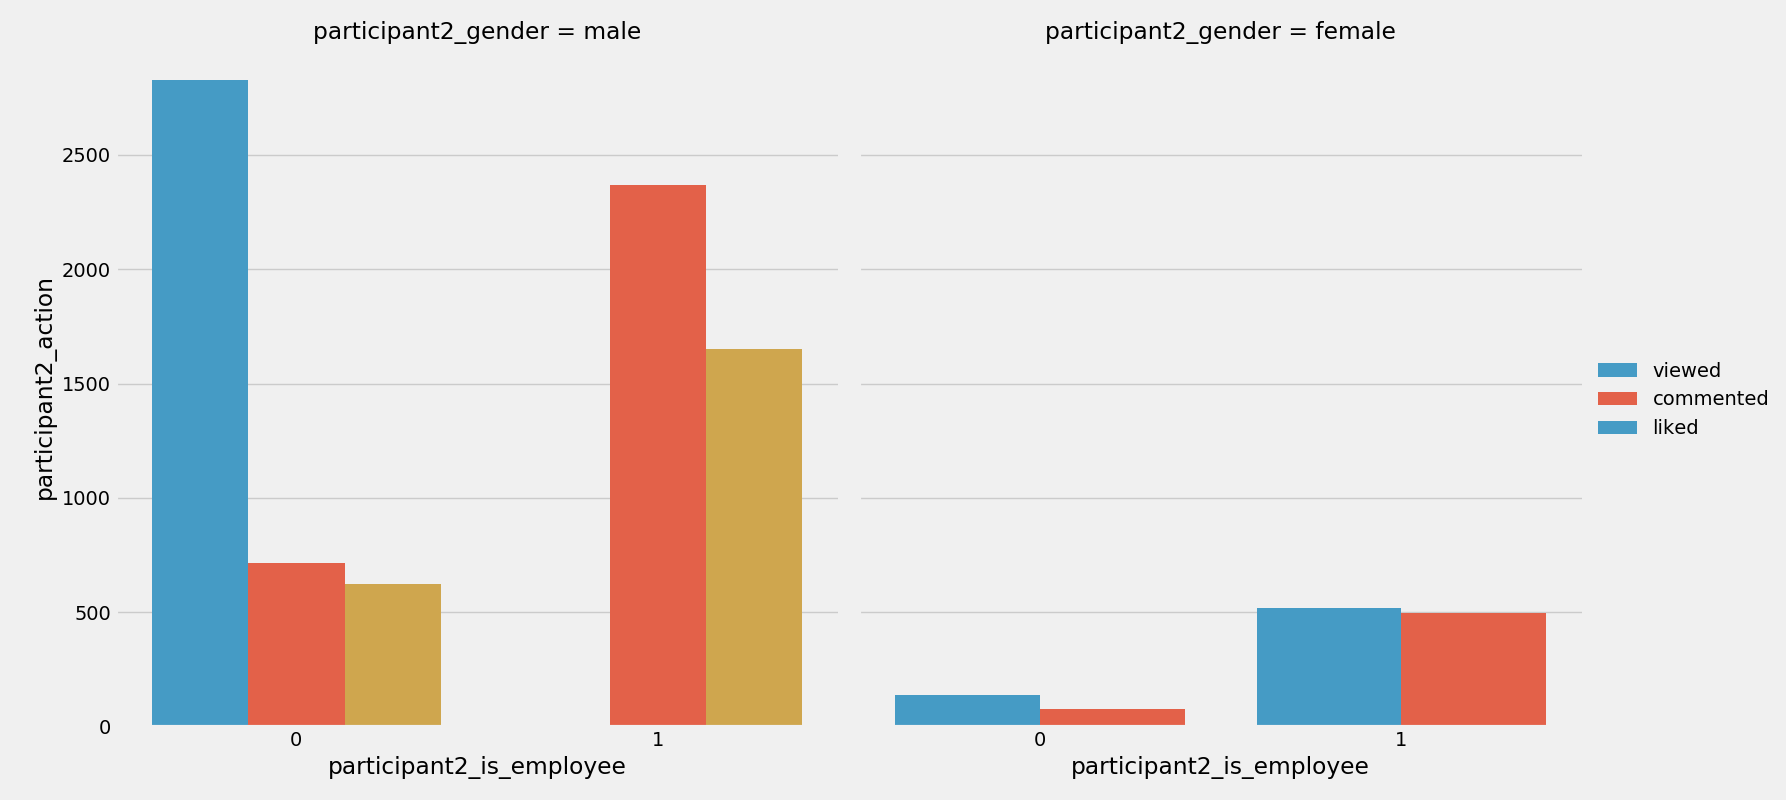 participant2_gender = male
participant2_gender = female
participant2_action
2500
2000
1500
1000
500
0
0
1
participant2_is_employee
0
1
participant2_is_employee
viewed
commented
liked